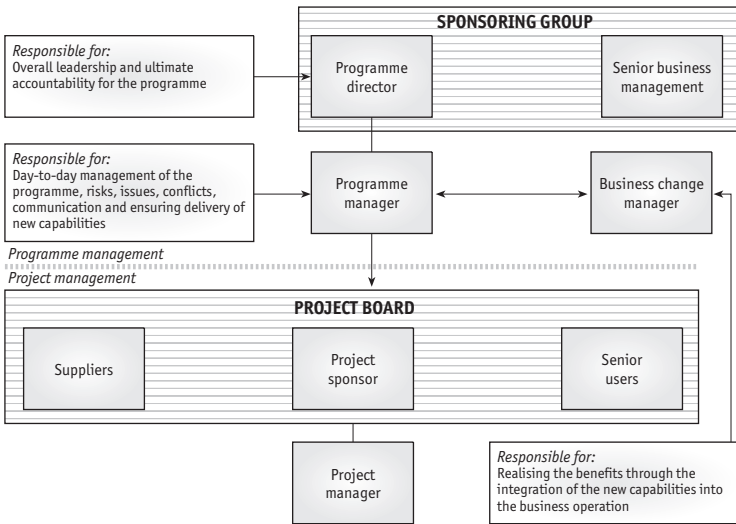 SPONSORING GROUP
Responsible for:
Overall leadership and ultimate
accountability for the programme
Programme
director
Senior business
management
Responsible for:
Day-to-day management of the
programme, risks, issues, conflicts,
communication and ensuring delivery of
new capabilities
Programme
manager
Business change
manager
Programme management
Project management
PROJECT BOARD
Suppliers
Project
sponsor
Senior
users
Project
manager
Responsible for:
Realising the benefits through the
integration of the new capabilities into
the business operation